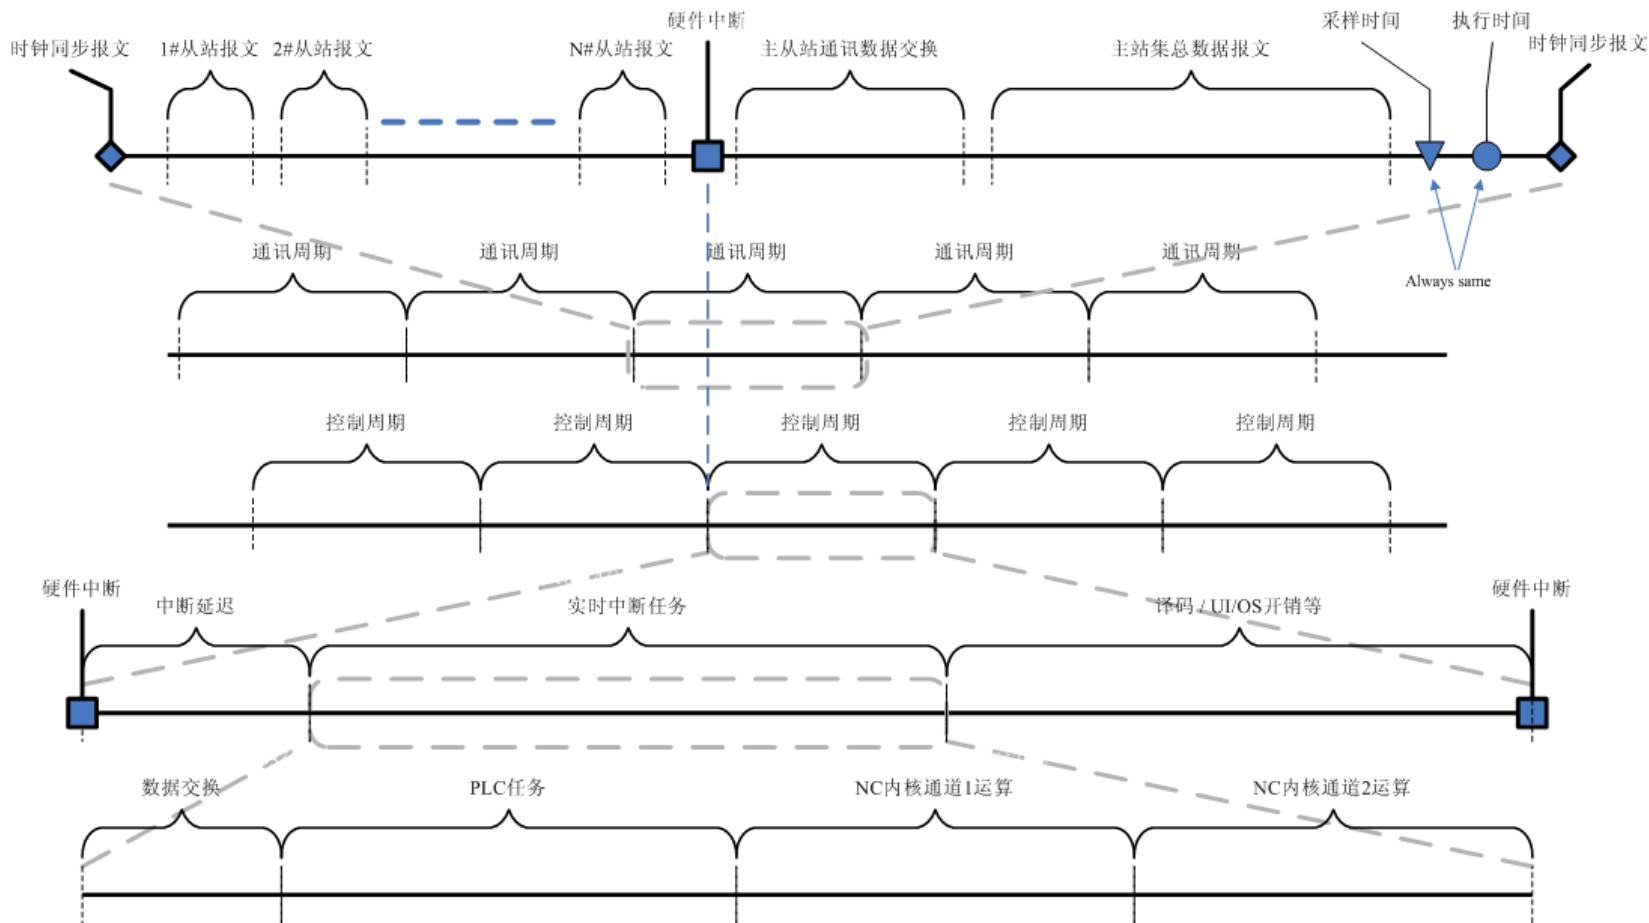 硬件中断
采样时间
执行时间
时钟同步报文
1#从站报文
2#从站报文
N#从站报文
主从站通讯数据交换
主站集总数据报文
时钟同步报文
通讯周期
通讯周期
通讯周期
通讯周期
通讯周期
Always same
控制周期
控制周期
控制周期
控制周期
控制周期
硬件中断
中断延迟
实时中断任务
译码 / UI/OS开销等
硬件中断
数据交换
PLC任务
NC内核通道1运算
NC内核通道2运算